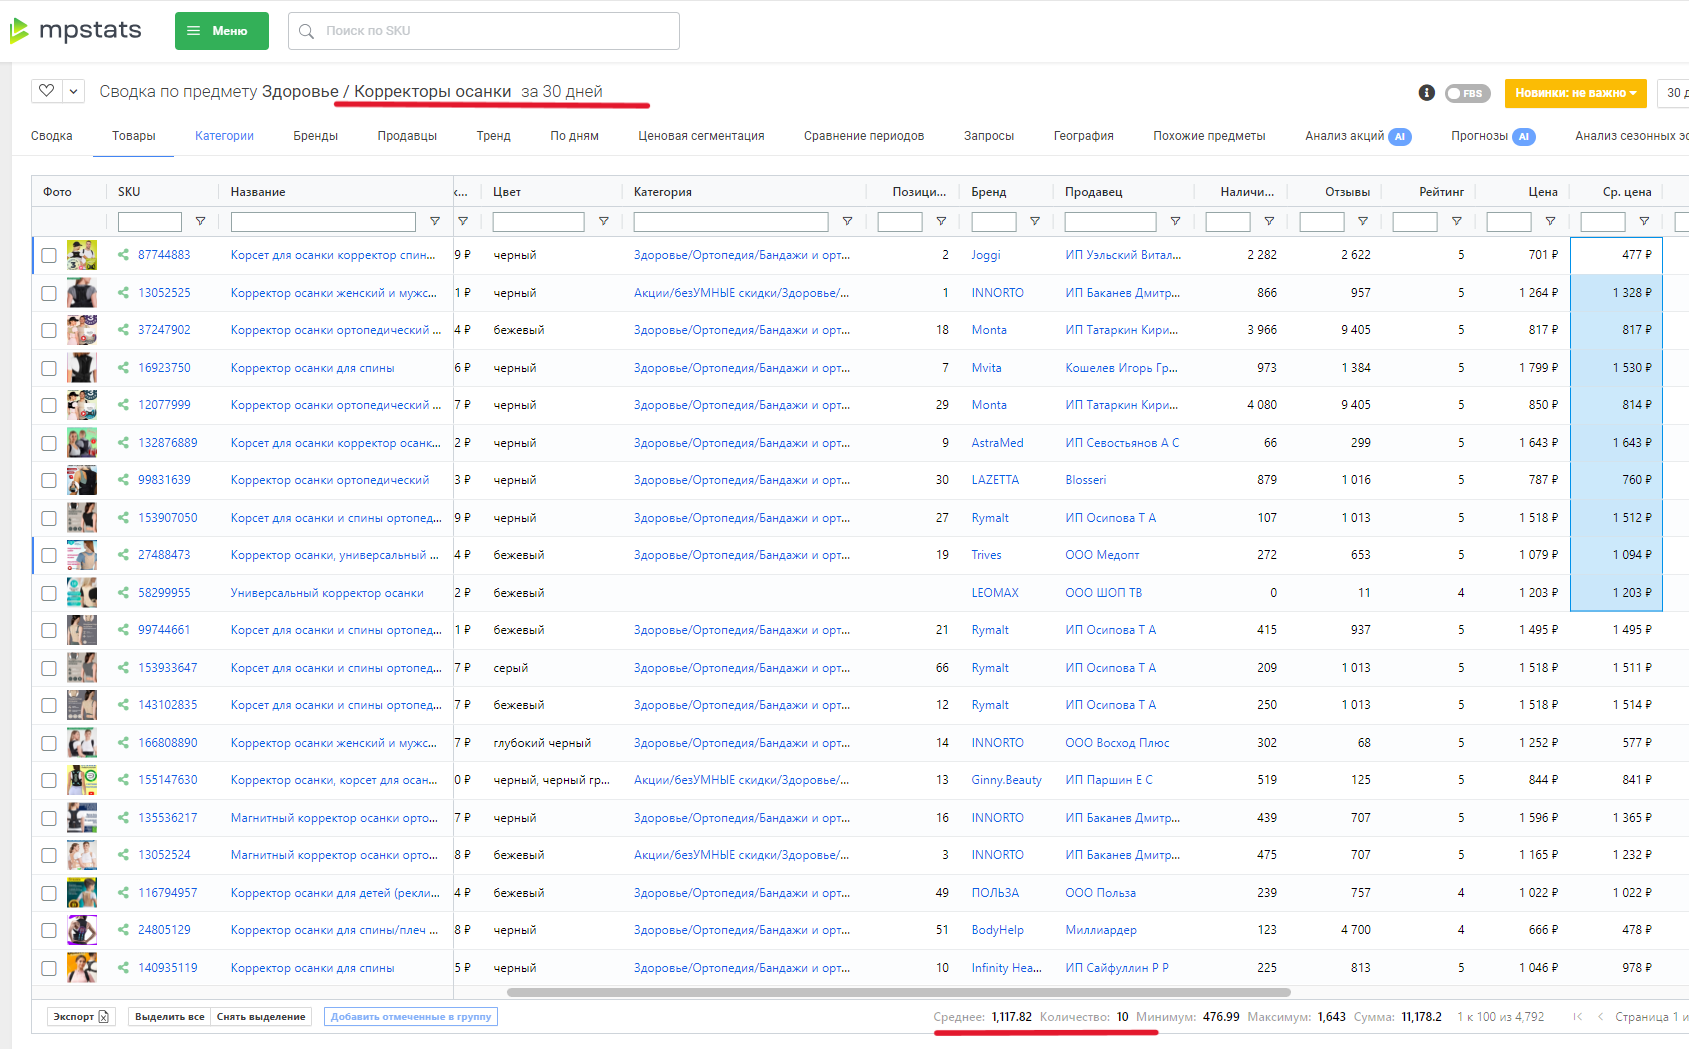 mpstats Меню Поиск по SKU
Сводка по предмету Здоровье / Корректоры осанки за 30 дней FBS Новинки: не важно 30
Сводка Товары Категории Бренды Продавцы Тренд По дням Ценовая сегментация Сравнение периодов Запросы География Похожие предметы Анализ акций AI Прогнозы AI Анализ сезонных
Фото SKU Название Цвет Категория Позици... Бренд Продавец Наличи... Отзывы Рейтинг Цена Ср. цена
87744883 Корсет для осанки корректор спин... 9 ₽ черный Здоровье/Ортопедия/Бандажи и орт... 2 Joggi ИП Уэльский Витал... 2 282 2 622 5 701 ₽ 477 ₽
13052525 Корректор осанки женский и мужс... 1 ₽ черный Акции/безУМНЫЕ скидки/Здоровье/... 1 INNORTO ИП Баканев Дмитр... 866 957 5 1 264 ₽ 1 328 ₽
37247902 Корректор осанки ортопедический ... 4 ₽ бежевый Здоровье/Ортопедия/Бандажи и орт... 18 Monta ИП Татаркин Кири... 3 966 9 405 5 817 ₽ 817 ₽
16923750 Корректор осанки для спины 6 ₽ черный Здоровье/Ортопедия/Бандажи и орт... 7 Mvita Кошелев Игорь Гр... 973 1 384 5 1 799 ₽ 1 530 ₽
12077999 Корректор осанки ортопедический ... 7 ₽ черный Здоровье/Ортопедия/Бандажи и орт... 29 Monta ИП Татаркин Кири... 4 080 9 405 5 850 ₽ 814 ₽
132876889 Корсет для осанки корректор осанк... 2 ₽ черный Здоровье/Ортопедия/Бандажи и орт... 9 AstraMed ИП Севостьянов А С 66 299 5 1 643 ₽ 1 643 ₽
99831639 Корректор осанки ортопедический 3 ₽ черный Здоровье/Ортопедия/Бандажи и орт... 30 LAZETTA Blosseri 879 1 016 5 787 ₽ 760 ₽
153907050 Корсет для осанки и спины ортопед... 9 ₽ черный Здоровье/Ортопедия/Бандажи и орт... 27 Rymalt ИП Осипова Т А 107 1 013 5 1 518 ₽ 1 512 ₽
27488473 Корректор осанки, универсальный ... 4 ₽ бежевый Здоровье/Ортопедия/Бандажи и орт... 19 Trives ООО Медопт 272 653 5 1 079 ₽ 1 094 ₽
58299955 Универсальный корректор осанки 2 ₽ бежевый LEOMAX ООО ШОП ТВ 0 11 4 1 203 ₽ 1 203 ₽
99744661 Корсет для осанки и спины ортопед... 1 ₽ бежевый Здоровье/Ортопедия/Бандажи и орт... 21 Rymalt ИП Осипова Т А 415 937 5 1 495 ₽ 1 495 ₽
153933647 Корсет для осанки и спины ортопед... 7 ₽ серый Здоровье/Ортопедия/Бандажи и орт... 66 Rymalt ИП Осипова Т А 209 1 013 5 1 518 ₽ 1 511 ₽
143102835 Корсет для осанки и спины ортопед... 7 ₽ бежевый Здоровье/Ортопедия/Бандажи и орт... 12 Rymalt ИП Осипова Т А 250 1 013 5 1 518 ₽ 1 514 ₽
166808890 Корректор осанки женский и мужс... 7 ₽ глубокий черный Здоровье/Ортопедия/Бандажи и орт... 14 INNORTO ООО Восход Плюс 302 68 5 1 252 ₽ 577 ₽
155147630 Корректор осанки, корсет для осан... 0 ₽ черный, черный гр... Акции/безУМНЫЕ скидки/Здоровье/... 13 Ginny.Beauty ИП Паршин Е С 519 125 5 844 ₽ 841 ₽
135536217 Магнитный корректор осанки орто... 7 ₽ черный Здоровье/Ортопедия/Бандажи и орт... 16 INNORTO ИП Баканев Дмитр... 439 707 5 1 596 ₽ 1 365 ₽
13052524 Магнитный корректор осанки орто... 8 ₽ бежевый Акции/безУМНЫЕ скидки/Здоровье/... 3 INNORTO ИП Баканев Дмитр... 475 707 5 1 165 ₽ 1 232 ₽
116794957 Корректор осанки для детей (рекли... 4 ₽ бежевый Здоровье/Ортопедия/Бандажи и орт... 49 ПОЛЬЗА ООО Польза 239 757 4 1 022 ₽ 1 022 ₽
24805129 Корректор осанки для спины/плеч ... 8 ₽ черный Здоровье/Ортопедия/Бандажи и орт... 51 BodyHelp Миллиардер 123 4 700 4 666 ₽ 478 ₽
140935119 Корректор осанки для спины 5 ₽ черный Здоровье/Ортопедия/Бандажи и орт... 10 Infinity Hea... ИП Сайфуллин Р Р 225 813 5 1 046 ₽ 978 ₽
Экспорт Выделить все Снять выделение Добавить отмеченные в группу Среднее: 1,117.82 Количество: 10 Минимум: 476.99 Максимум: 1,643 Сумма: 11,178.2 1 к 100 из 4,792 Страница 1